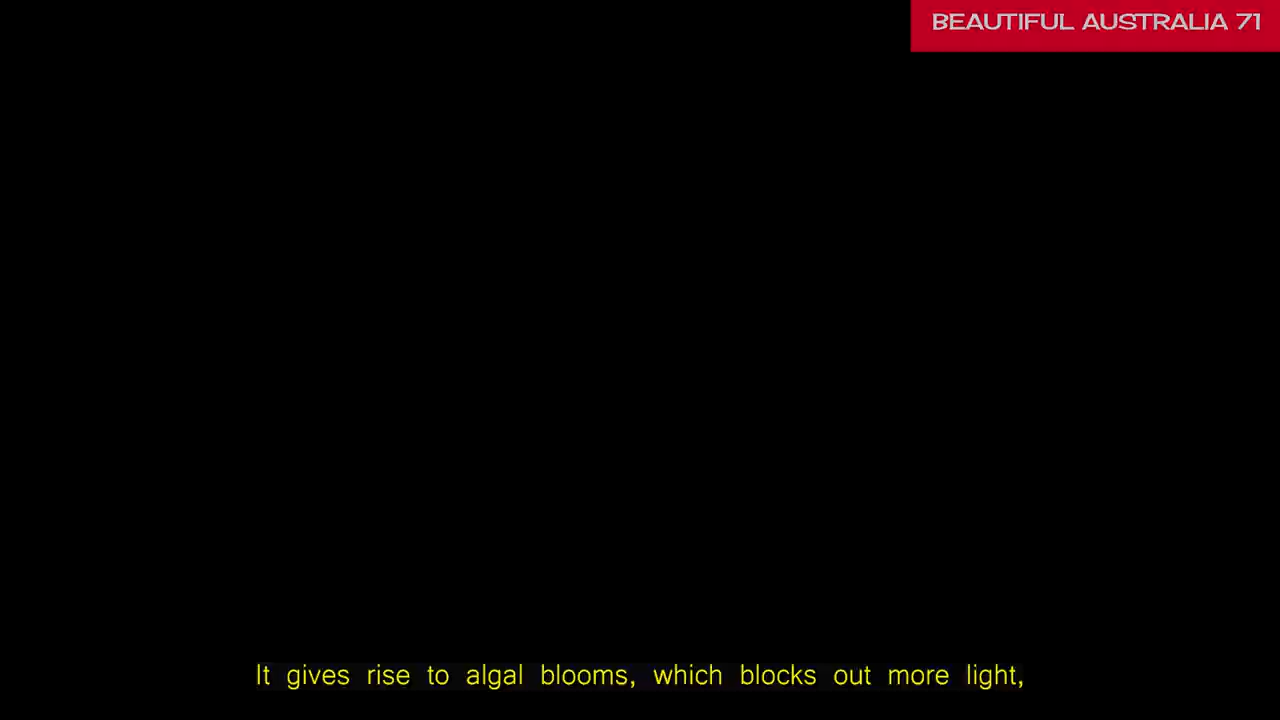 BEAUTIFUL AUSTRALIA 71
It gives rise to algal blooms, which blocks out more light,